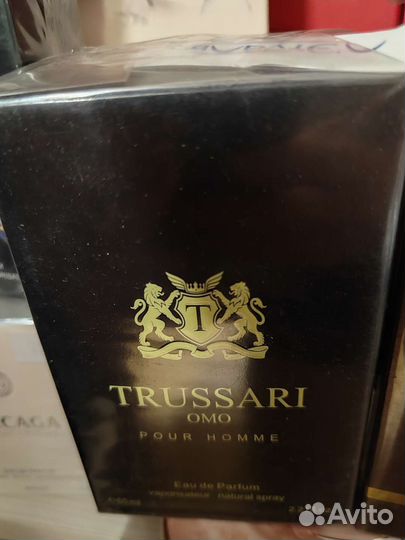 T
TRUSSARI
OMO
POUR HOMME
Eau de Parfum
vaporisateur natural spray
CAGA
Avito